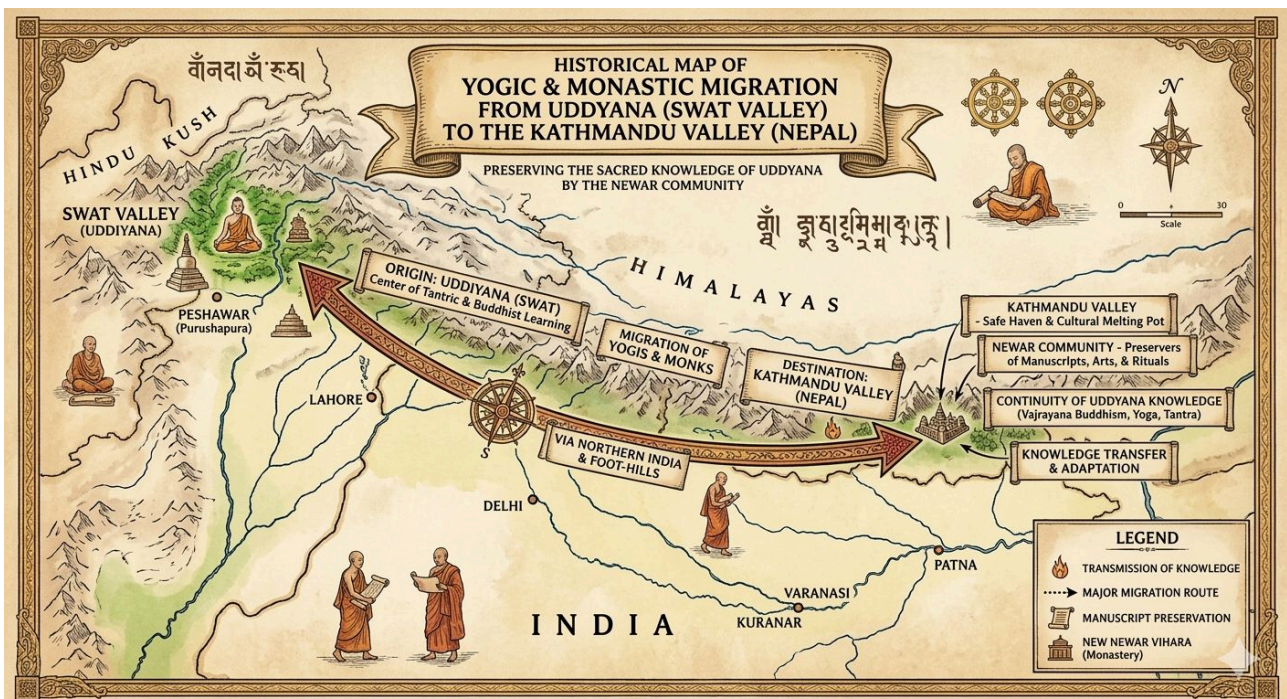 HISTORICAL MAP OF
YOGIC & MONASTIC MIGRATION
FROM UDDYANA (SWAT VALLEY)
TO THE KATHMANDU VALLEY (NEPAL)
PRESERVING THE SACRED KNOWLEDGE OF UDDYANA
BY THE NEWAR COMMUNITY
N
0 30
Scale
HINDU KUSH
SWAT VALLEY
(UDDIYANA)
PESHAWAR
(Purushapura)
HIMALAYAS
ORIGIN: UDDIYANA (SWAT)
Center of Tantric & Buddhist Learning
MIGRATION OF
YOGIS & MONKS
DESTINATION:
KATHMANDU VALLEY
(NEPAL)
KATHMANDU VALLEY
- Safe Haven & Cultural Melting Pot
NEWAR COMMUNITY - Preservers
of Manuscripts, Arts, & Rituals
CONTINUITY OF UDDYANA KNOWLEDGE
(Vajrayana Buddhism, Yoga, Tantra)
KNOWLEDGE TRANSFER
& ADAPTATION
LAHORE
S
VIA NORTHERN INDIA
& FOOT-HILLS
DELHI
VARANASI
KURANAR
PATNA
INDIA
LEGEND
TRANSMISSION OF KNOWLEDGE
MAJOR MIGRATION ROUTE
MANUSCRIPT PRESERVATION
NEW NEWAR VIHARA
(Monastery)